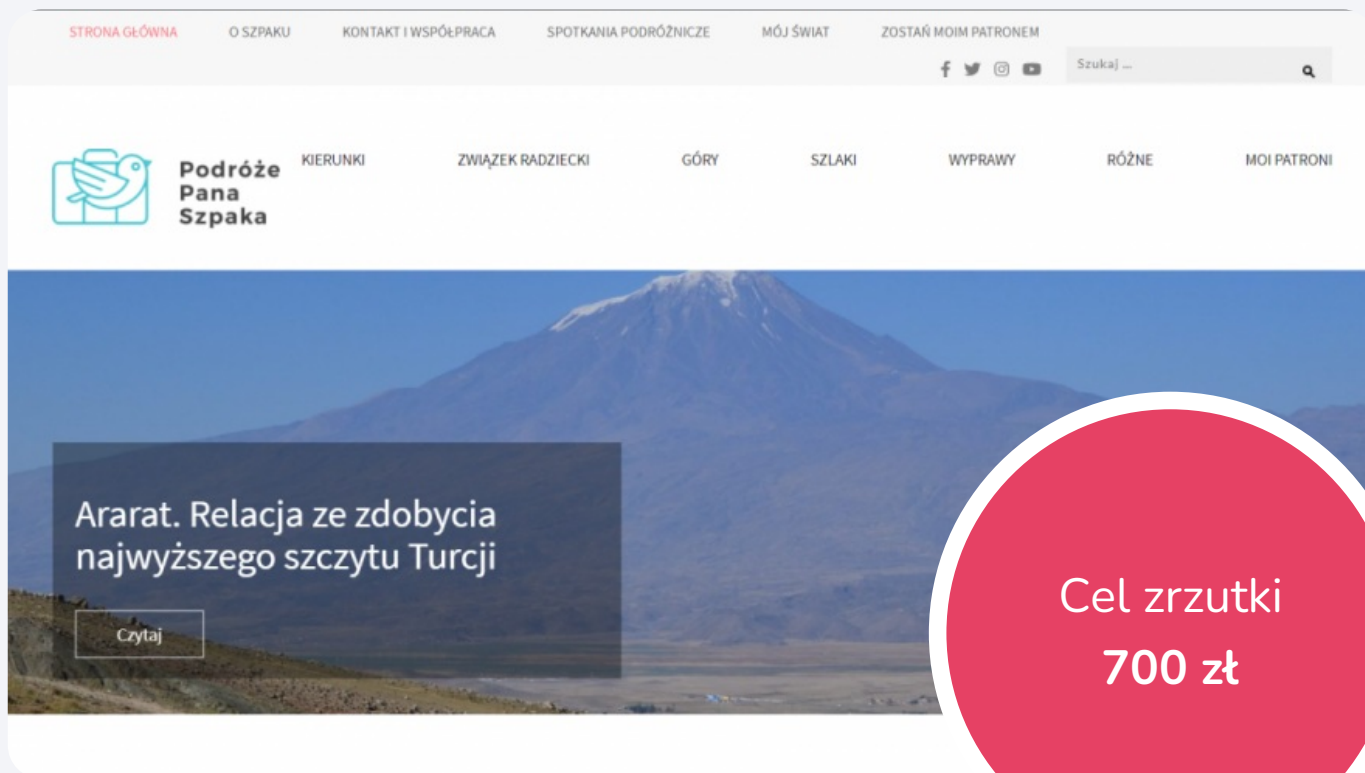 STRONA GŁÓWNA O SZPAKU KONTAKT I WSPÓŁPRACA SPOTKANIA PODRÓŻNICZE MÓJ ŚWIAT ZOSTAŃ MOIM PATRONEM
Szukaj ...
Podróże
Pana
Szpaka
KIERUNKI ZWIĄZEK RADZIECKI GÓRY SZLAKI WYPRAWY RÓŻNE MOI PATRONI
Ararat. Relacja ze zdobycia
najwyższego szczytu Turcji
Czytaj
Cel zrzutki
700 zł